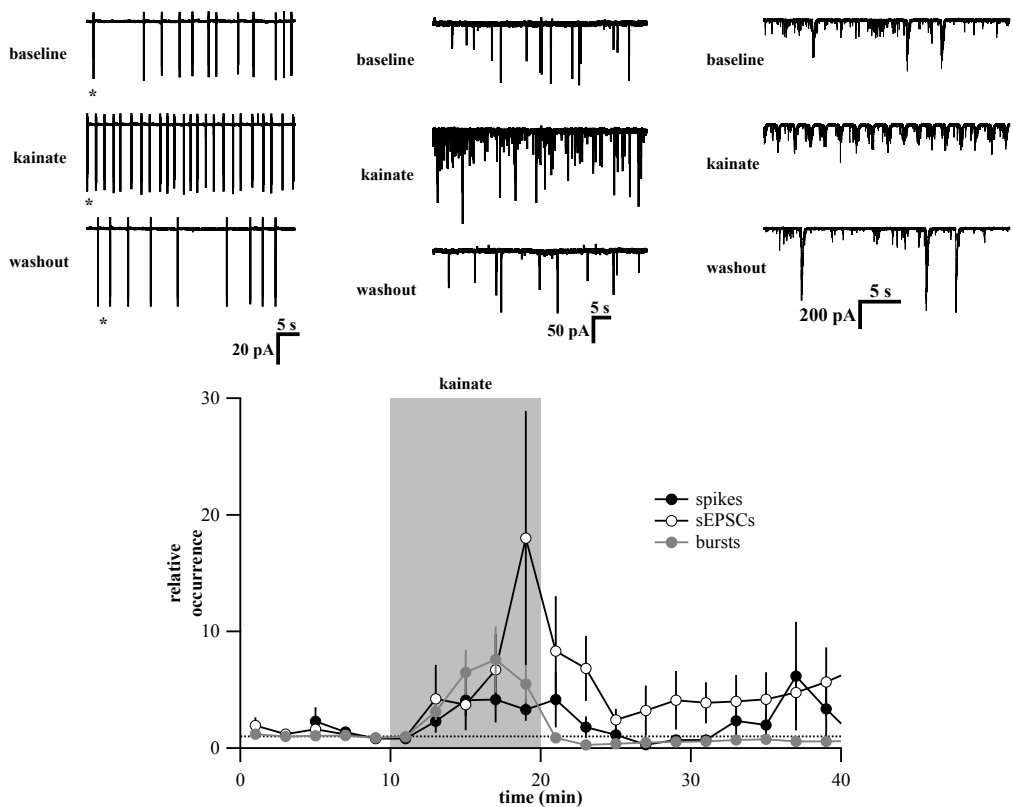 baseline
*
kainate
*
washout
*
5 s
20 pA
baseline
kainate
washout
5 s
50 pA
baseline
kainate
washout
5 s
200 pA
kainate
30
20
10
0
relative
occurrence
spikes
sEPSCs
bursts
0 10 20 30 40
time (min)